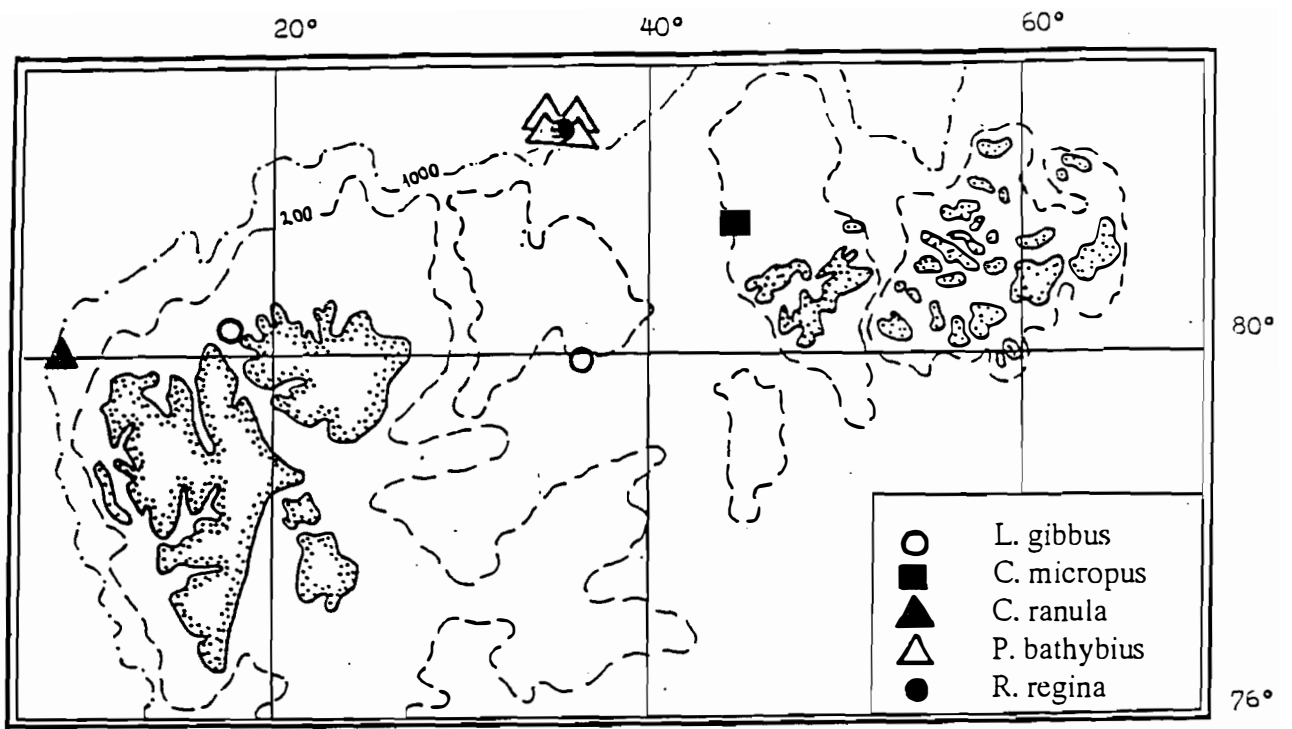 20°
40°
60°
1000
200
80°
L. gibbus
C. micropus
C. ranula
P. bathybius
R. regina
76°